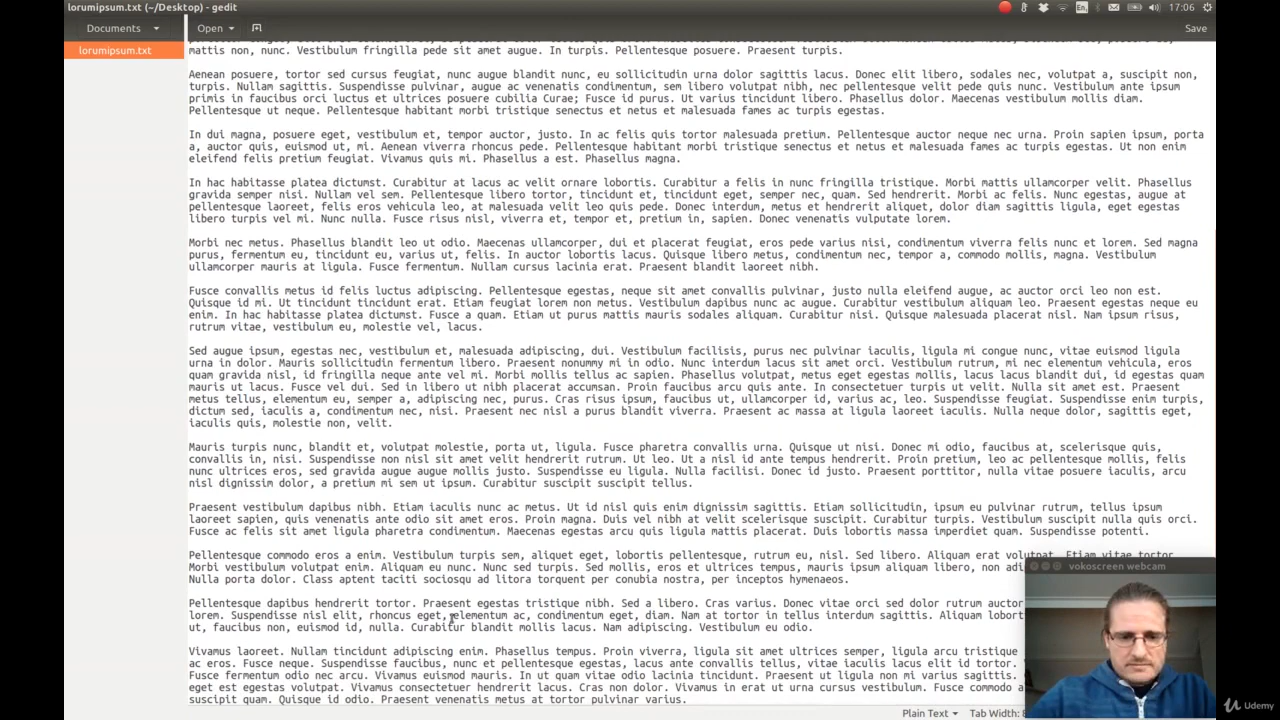 lorumipsum.txt (~/Desktop) - gedit
En
17:06
Documents
Open
Save
lorumipsum.txt
mattis non, nunc. Vestibulum fringilla pede sit amet augue. In turpis. Pellentesque posuere. Praesent turpis.
Aenean posuere, tortor sed cursus feugiat, nunc augue blandit nunc, eu sollicitudin urna dolor sagittis lacus. Donec elit libero, sodales nec, volutpat a, suscipit non,
turpis. Nullam sagittis. Suspendisse pulvinar, augue ac venenatis condimentum, sem libero volutpat nibh, nec pellentesque velit pede quis nunc. Vestibulum ante ipsum
primis in faucibus orci luctus et ultrices posuere cubilia Curae; Fusce id purus. Ut varius tincidunt libero. Phasellus dolor. Maecenas vestibulum mollis diam.
Pellentesque ut neque. Pellentesque habitant morbi tristique senectus et netus et malesuada fames ac turpis egestas.
In dui magna, posuere eget, vestibulum et, tempor auctor, justo. In ac felis quis tortor malesuada pretium. Pellentesque auctor neque nec urna. Proin sapien ipsum, porta
a, auctor quis, euismod ut, mi. Aenean viverra rhoncus pede. Pellentesque habitant morbi tristique senectus et netus et malesuada fames ac turpis egestas. Ut non enim
eleifend felis pretium feugiat. Vivamus quis mi. Phasellus a est. Phasellus magna.
In hac habitasse platea dictumst. Curabitur at lacus ac velit ornare lobortis. Curabitur a felis in nunc fringilla tristique. Morbi mattis ullamcorper velit. Phasellus
gravida semper nisi. Nullam vel sem. Pellentesque libero tortor, tincidunt et, tincidunt eget, semper nec, quam. Sed hendrerit. Morbi ac felis. Nunc egestas, augue at
pellentesque laoreet, felis eros vehicula leo, at malesuada velit leo quis pede. Donec interdum, metus et hendrerit aliquet, dolor diam sagittis ligula, eget egestas
libero turpis vel mi. Nunc nulla. Fusce risus nisl, viverra et, tempor et, pretium in, sapien. Donec venenatis vulputate lorem.
Morbi nec metus. Phasellus blandit leo ut odio. Maecenas ullamcorper, dui et placerat feugiat, eros pede varius nisi, condimentum viverra felis nunc et lorem. Sed magna
purus, fermentum eu, tincidunt eu, varius ut, felis. In auctor lobortis lacus. Quisque libero metus, condimentum nec, tempor a, commodo mollis, magna. Vestibulum
ullamcorper mauris at ligula. Fusce fermentum. Nullam cursus lacinia erat. Praesent blandit laoreet nibh.
Fusce convallis metus id felis luctus adipiscing. Pellentesque egestas, neque sit amet convallis pulvinar, justo nulla eleifend augue, ac auctor orci leo non est.
Quisque id mi. Ut tincidunt tincidunt erat. Etiam feugiat lorem non metus. Vestibulum dapibus nunc ac augue. Curabitur vestibulum aliquam leo. Praesent egestas neque eu
enim. In hac habitasse platea dictumst. Fusce a quam. Etiam ut purus mattis mauris sodales aliquam. Curabitur nisi. Quisque malesuada placerat nisl. Nam ipsum risus,
rutrum vitae, vestibulum eu, molestie vel, lacus.
Sed augue ipsum, egestas nec, vestibulum et, malesuada adipiscing, dui. Vestibulum facilisis, purus nec pulvinar iaculis, ligula mi congue nunc, vitae euismod ligula
urna in dolor. Mauris sollicitudin fermentum libero. Praesent nonummy mi in odio. Nunc interdum lacus sit amet orci. Vestibulum rutrum, mi nec elementum vehicula, eros
quam gravida nisl, id fringilla neque ante vel mi. Morbi mollis tellus ac sapien. Phasellus volutpat, metus eget egestas mollis, lacus lacus blandit dui, id egestas quam
mauris ut lacus. Fusce vel dui. Sed in libero ut nibh placerat accumsan. Proin faucibus arcu quis ante. In consectetuer turpis ut velit. Nulla sit amet est. Praesent
metus tellus, elementum eu, semper a, adipiscing nec, purus. Cras risus ipsum, faucibus ut, ullamcorper id, varius ac, leo. Suspendisse feugiat. Suspendisse enim turpis,
dictum sed, iaculis a, condimentum nec, nisi. Praesent nec nisl a purus blandit viverra. Praesent ac massa at ligula laoreet iaculis. Nulla neque dolor, sagittis eget,
iaculis quis, molestie non, velit.
Mauris turpis nunc, blandit et, volutpat molestie, porta ut, ligula. Fusce pharetra convallis urna. Quisque ut nisi. Donec mi odio, faucibus at, scelerisque quis,
convallis in, nisi. Suspendisse non nisl sit amet velit hendrerit rutrum. Ut leo. Ut a nisl id ante tempus hendrerit. Proin pretium, leo ac pellentesque mollis, felis
nunc ultrices eros, sed gravida augue augue mollis justo. Suspendisse eu ligula. Nulla facilisi. Donec id justo. Praesent porttitor, nulla vitae posuere iaculis, arcu
nisl dignissim dolor, a pretium mi sem ut ipsum. Curabitur suscipit suscipit tellus.
Praesent vestibulum dapibus nibh. Etiam iaculis nunc ac metus. Ut id nisl quis enim dignissim sagittis. Etiam sollicitudin, ipsum eu pulvinar rutrum, tellus ipsum
laoreet sapien, quis venenatis ante odio sit amet eros. Proin magna. Duis vel nibh at velit scelerisque suscipit. Curabitur turpis. Vestibulum suscipit nulla quis orci.
Fusce ac felis sit amet ligula pharetra condimentum. Maecenas egestas arcu quis ligula mattis placerat. Duis lobortis massa imperdiet quam. Suspendisse potenti.
Pellentesque commodo eros a enim. Vestibulum turpis sem, aliquet eget, lobortis pellentesque, rutrum eu, nisl. Sed libero. Aliquam erat volutpat. Etiam vitae tortor.
Morbi vestibulum volutpat enim. Aliquam eu nunc. Nunc sed turpis. Sed mollis, eros et ultrices tempus, mauris ipsum aliquam libero, non adi
Nulla porta dolor. Class aptent taciti sociosqu ad litora torquent per conubia nostra, per inceptos hymenaeos.
Pellentesque dapibus hendrerit tortor. Praesent egestas tristique nibh. Sed a libero. Cras varius. Donec vitae orci sed dolor rutrum auctor
lorem. Suspendisse nisl elit, rhoncus eget, elementum ac, condimentum eget, diam. Nam at tortor in tellus interdum sagittis. Aliquam lobort
ut, faucibus non, euismod id, nulla. Curabitur blandit mollis lacus. Nam adipiscing. Vestibulum eu odio.
Vivamus laoreet. Nullam tincidunt adipiscing enim. Phasellus tempus. Proin viverra, ligula sit amet ultrices semper, ligula arcu tristique
ac eros. Fusce neque. Suspendisse faucibus, nunc et pellentesque egestas, lacus ante convallis tellus, vitae iaculis lacus elit id tortor.
Fusce fermentum odio nec arcu. Vivamus euismod mauris. In ut quam vitae odio lacinia tincidunt. Praesent ut ligula non mi varius sagittis.
eget est egestas mollis. Vivamus consectetuer hendrerit lacus. Cras non dolor. Vivamus in erat ut urna cursus vestibulum. Fusce commodo a
quam. Quisque id odio. Praesent venenatis metus at tortor pulvinar varius.
vokoscreen webcam
Plain Text
Tab Width:
Udemy